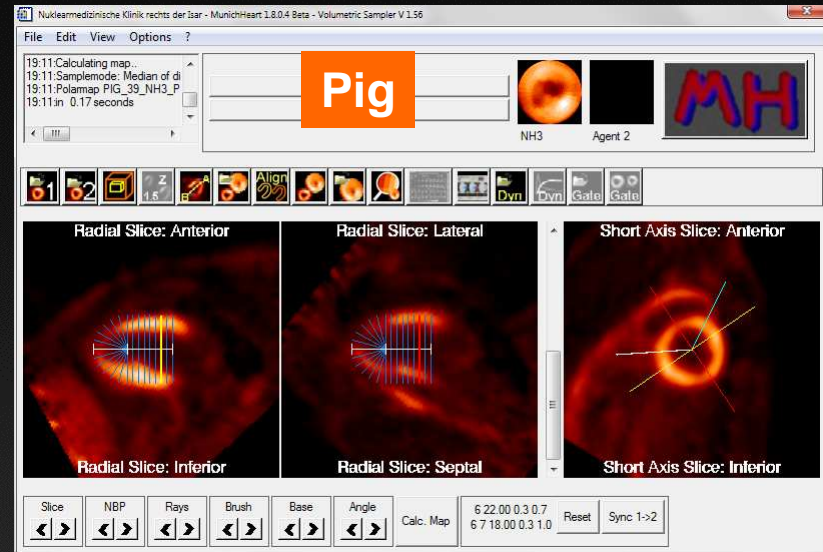 Nuklearmedizinische Klinik rechts der Isar - MunichHeart 1.8.0.4 Beta - Volumetric Sampler V 1.56
File Edit View Options ?
19:11:Calculating map..
19:11:Samplemode: Median of di
19:11:Polarmap PIG_39_NH3_P
19:11:in 0.17 seconds
Pig
NH3 Agent 2
MH
1 2 Z 1.5 B A Align Dyn Dyn Gate Gate
Radial Slice: Anterior
Radial Slice: Inferior
Radial Slice: Lateral
Radial Slice: Septal
Short Axis Slice: Anterior
Short Axis Slice: Inferior
Slice NBP Rays Brush Base Angle
Calc. Map
6 22.00 0.3 0.7
6 7 18.00 0.3 1.0
Reset Sync 1->2